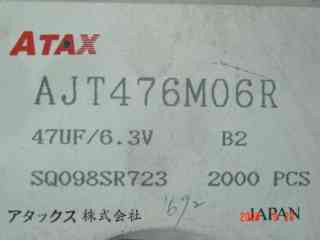 ATAX
AJT476M06R
47UF/6.3V B2
SQ098SR723 2000 PCS
アタックス株式会社 '692 JAPAN